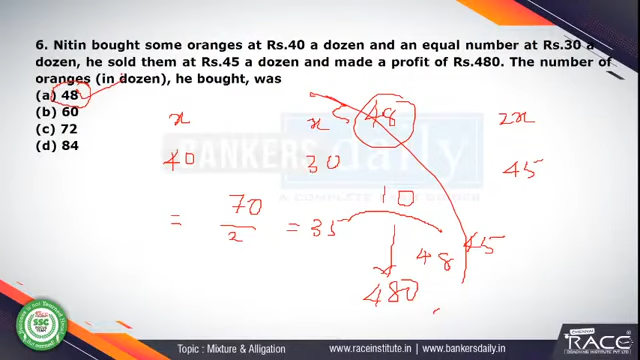 6. Nitin bought some oranges at Rs.40 a dozen and an equal number at Rs.30 a
dozen, he sold them at Rs.45 a dozen and made a profit of Rs.480. The number of
oranges (in dozen), he bought, was
(a) 48
(b) 60
(c) 72
(d) 84
x x 48 2x
40 30 45
BANKERS daily
10
= 70/2 = 35 45
48
480
CHENNAI
RACE
Topic : Mixture & Alligation www.raceinstitute.in | www.bankersdaily.in